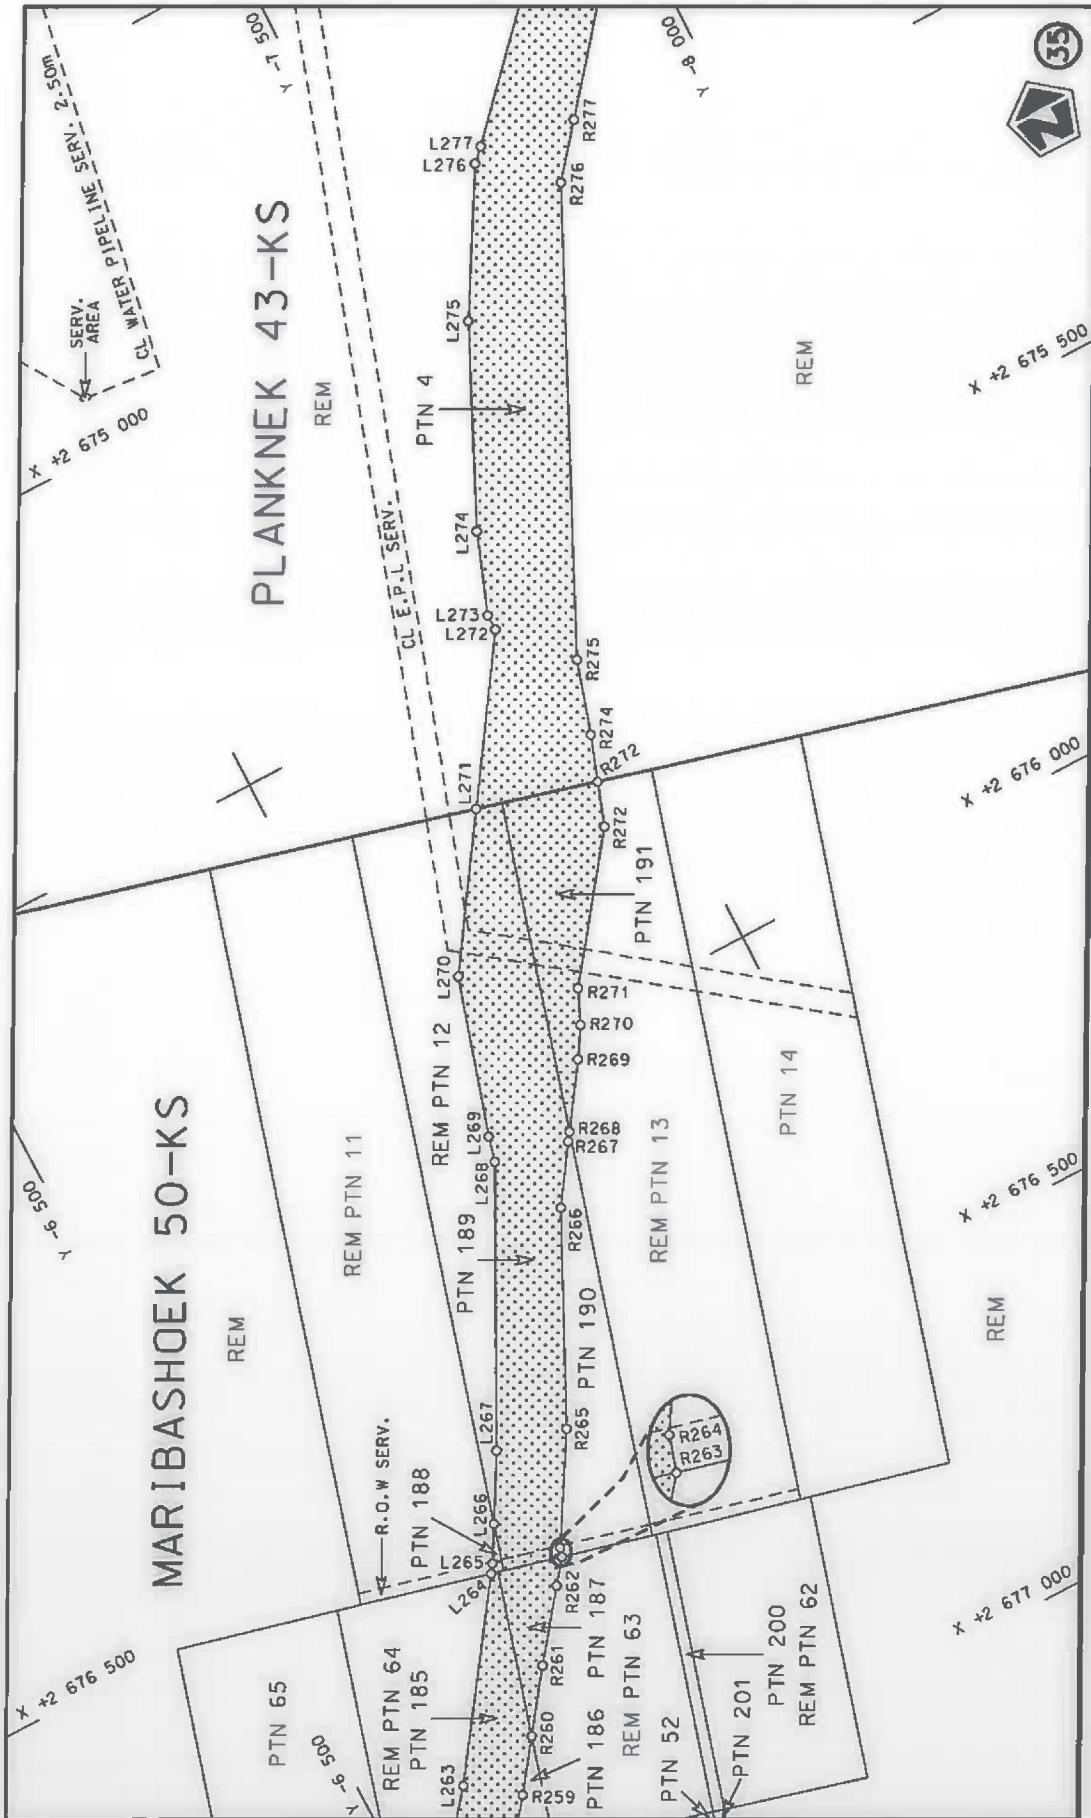 MARIBASHOEK 50-KS
PLANKNEK 43-KS
CL WATER PIPELINE SERV. 2.50m
SERV.
AREA
X +2 675 000
Y -7 500
Y -8 000
35
N
REM
CL E.P.L SERV.
PTN 4
L277
L276
L275
L274
L273
L272
L271
R277
R276
R275
R274
R272
R272
REM
X +2 675 500
X +2 676 000
PTN 191
L270
R271
R270
R269
R268
R267
R266
R265
REM PTN 12
L269
L268
PTN 189
PTN 190
REM PTN 11
REM PTN 13
PTN 14
Y -6 500
REM
X +2 676 500
REM
L267
L266
L265
L264
R.O.W SERV.
PTN 188
R264
R263
R262
R261
R260
R259
L263
PTN 187
PTN 186
REM PTN 63
REM PTN 64
PTN 185
PTN 65
X +2 676 500
Y -6 500
PTN 52
PTN 201
PTN 200
REM PTN 62
X +2 677 000